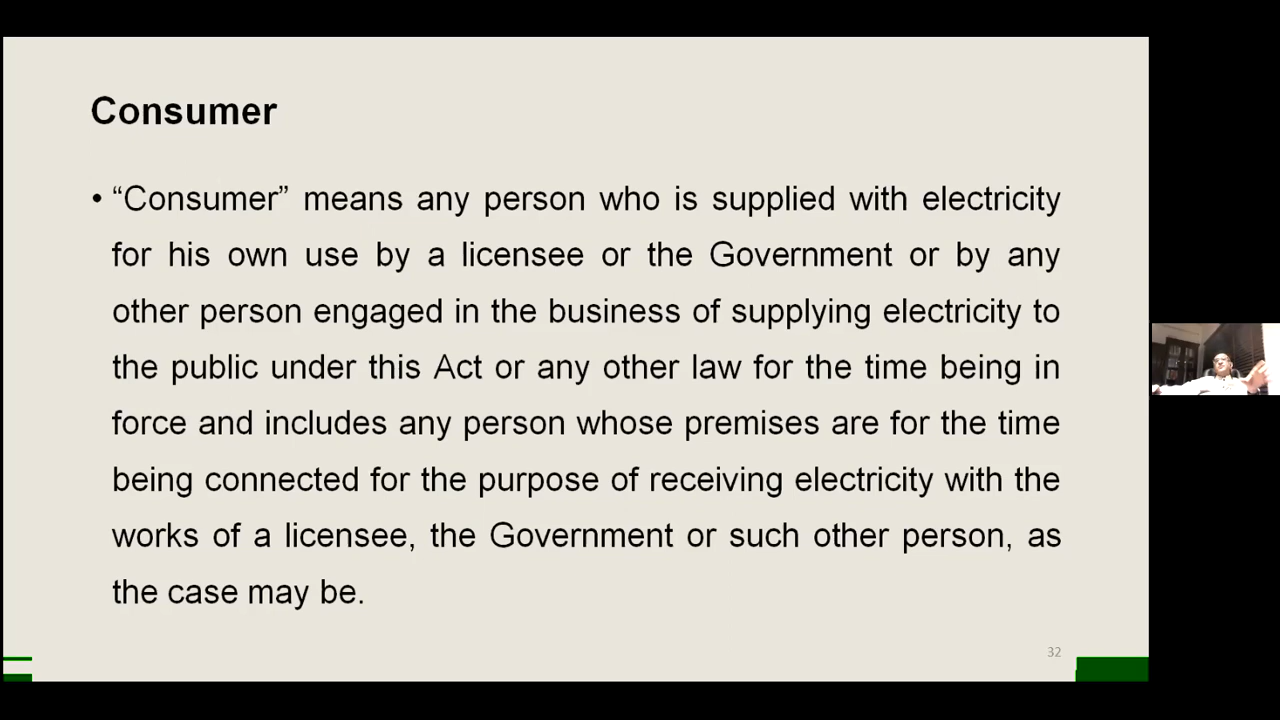 Consumer
• “Consumer” means any person who is supplied with electricity
for his own use by a licensee or the Government or by any
other person engaged in the business of supplying electricity to
the public under this Act or any other law for the time being in
force and includes any person whose premises are for the time
being connected for the purpose of receiving electricity with the
works of a licensee, the Government or such other person, as
the case may be.
32